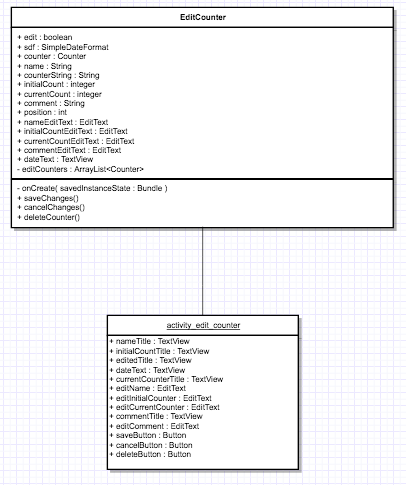 EditCounter
+ edit : boolean
+ sdf : SimpleDateFormat
+ counter : Counter
+ name : String
+ counterString : String
+ initialCount : integer
+ currentCount : integer
+ comment : String
+ position : int
+ nameEditText : EditText
+ initialCountEditText : EditText
+ currentCountEditText : EditText
+ commentEditText : EditText
+ dateText : TextView
- editCounters : ArrayList<Counter>
- onCreate( savedInstanceState : Bundle )
+ saveChanges()
+ cancelChanges()
+ deleteCounter()
activity_edit_counter
+ nameTitle : TextView
+ initialCountTitle : TextView
+ editedTitle : TextView
+ dateText : TextView
+ currentCounterTitle : TextView
+ editName : EditText
+ editInitialCounter : EditText
+ editCurrentCounter : EditText
+ commentTitle : TextView
+ editComment : EditText
+ saveButton : Button
+ cancelButton : Button
+ deleteButton : Button